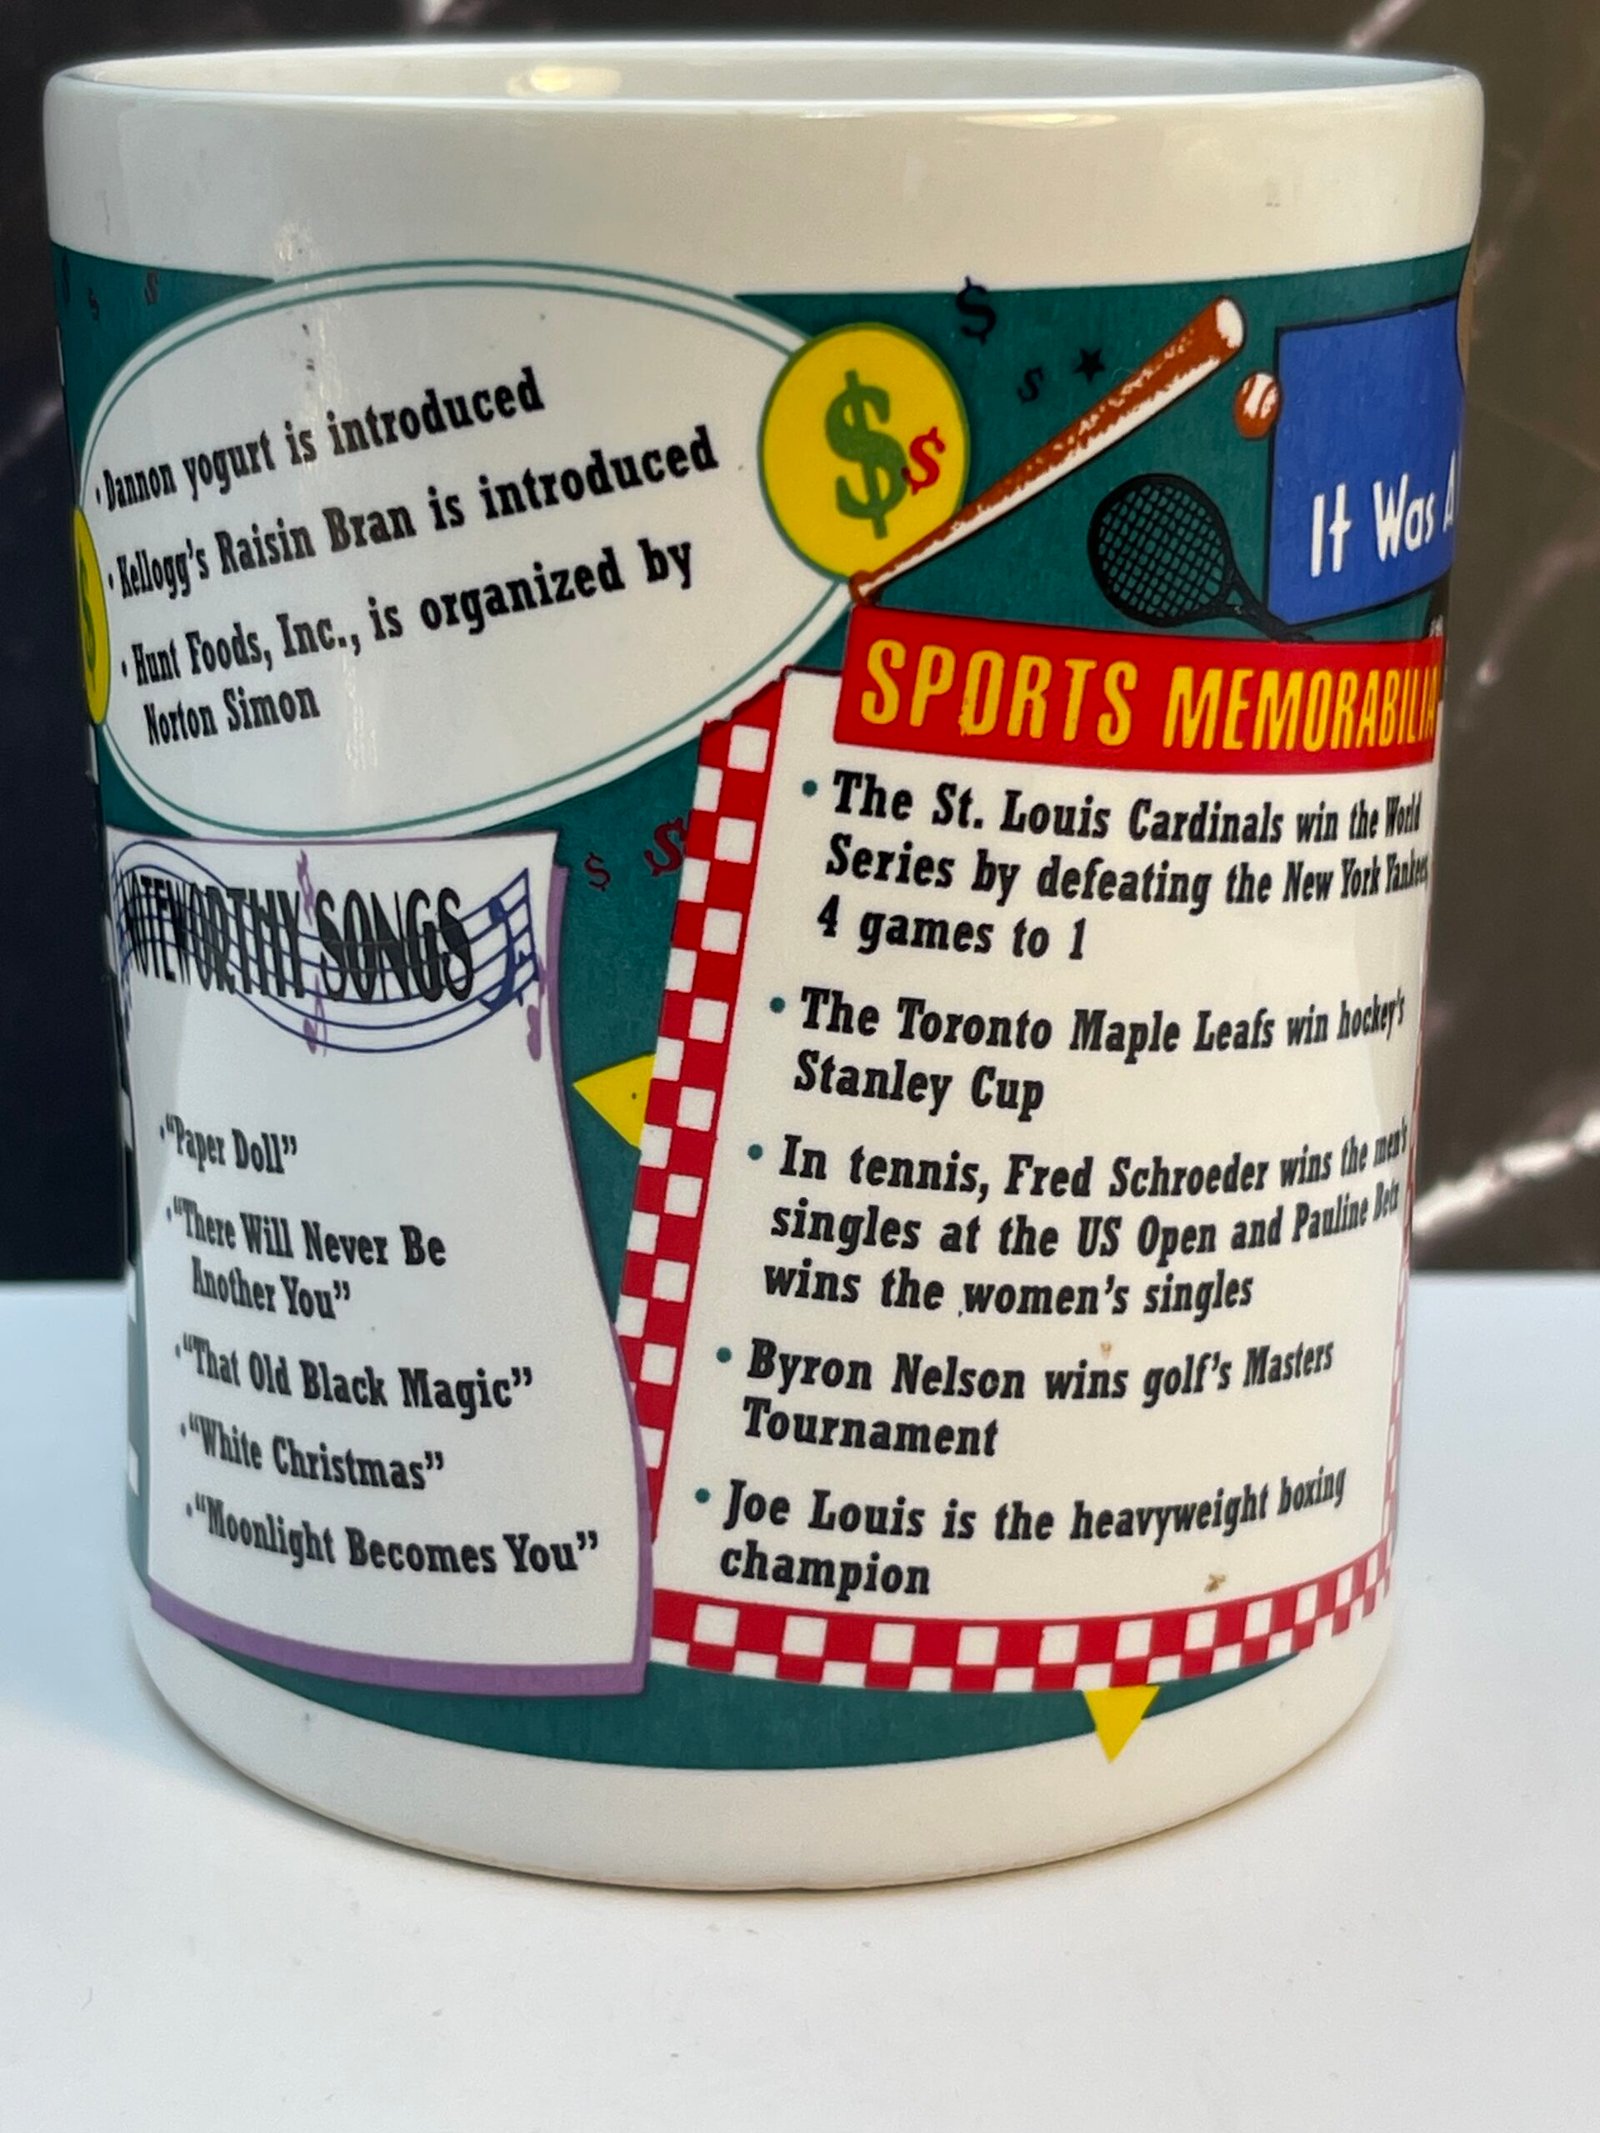 • Dannon yogurt is introduced
• Kellogg's Raisin Bran is introduced
• Hunt Foods, Inc., is organized by
Norton Simon
NOTEWORTHY SONGS
• "Paper Doll"
• "There Will Never Be
Another You"
• "That Old Black Magic"
• "White Christmas"
• "Moonlight Becomes You"
It Was A
SPORTS MEMORABILIA
• The St. Louis Cardinals win the World
Series by defeating the New York Yankees,
4 games to 1
• The Toronto Maple Leafs win hockey's
Stanley Cup
• In tennis, Fred Schroeder wins the men's
singles at the US Open and Pauline Betz
wins the women's singles
• Byron Nelson wins golf's Masters
Tournament
• Joe Louis is the heavyweight boxing
champion